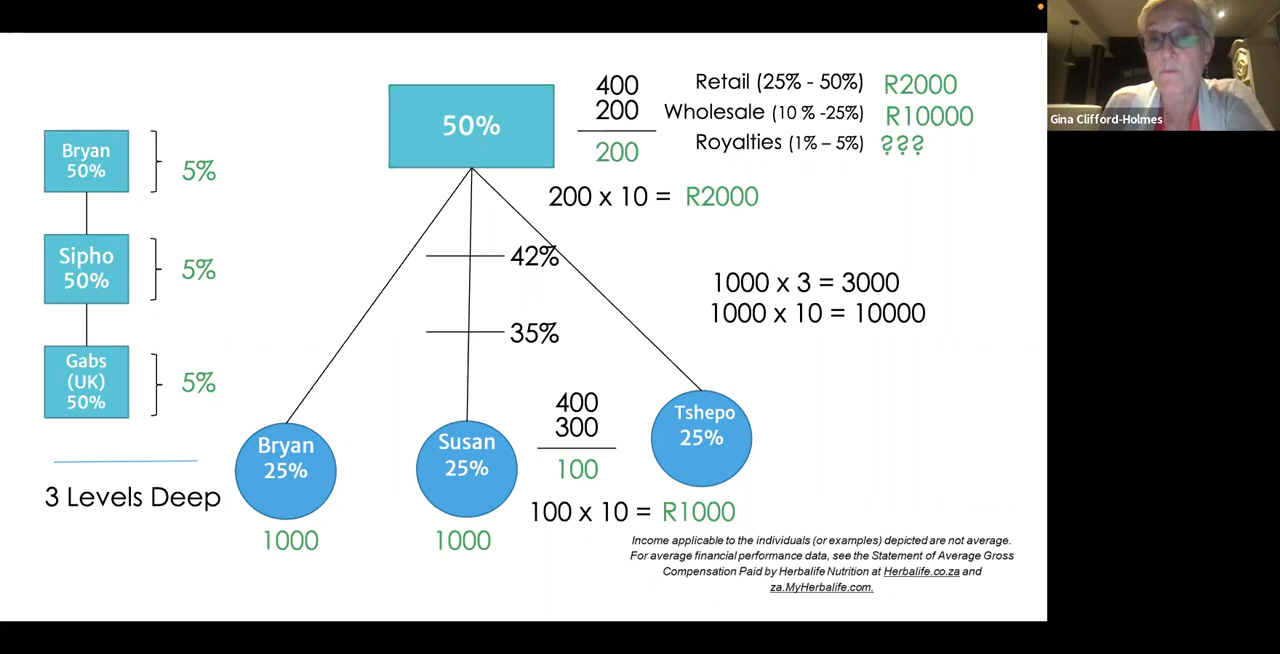 Bryan
50%
5%
Sipho
50%
5%
Gabs
(UK)
50%
5%
3 Levels Deep
50%
400
200
200
Retail (25% - 50%) R2000
Wholesale (10 % -25%) R10000
Royalties (1% – 5%) ???
200 x 10 = R2000
42%
35%
1000 x 3 = 3000
1000 x 10 = 10000
Bryan
25%
1000
Susan
25%
1000
400
300
100
100 x 10 = R1000
Tshepo
25%
Income applicable to the individuals (or examples) depicted are not average.
For average financial performance data, see the Statement of Average Gross
Compensation Paid by Herbalife Nutrition at Herbalife.co.za and
za.MyHerbalife.com.
Gina Clifford-Holmes